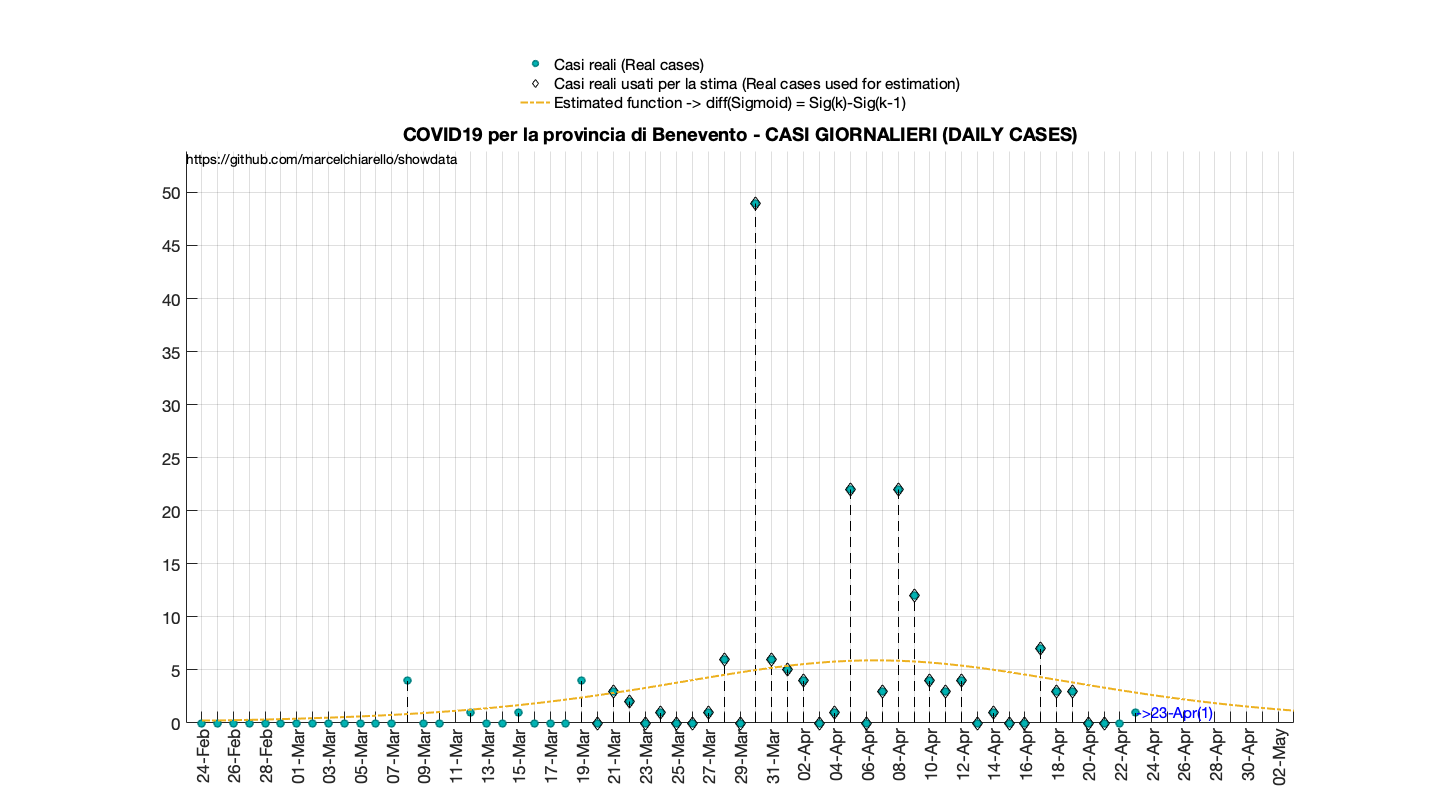 Casi reali (Real cases)
Casi reali usati per la stima (Real cases used for estimation)
Estimated function -> diff(Sigmoid) = Sig(k)-Sig(k-1)
COVID19 per la provincia di Benevento - CASI GIORNALIERI (DAILY CASES)
https://github.com/marcelchiarello/showdata
50
45
40
35
30
25
20
15
10
5
0
->23-Apr(1)
24-Feb
26-Feb
28-Feb
01-Mar
03-Mar
05-Mar
07-Mar
09-Mar
11-Mar
13-Mar
15-Mar
17-Mar
19-Mar
21-Mar
23-Mar
25-Mar
27-Mar
29-Mar
31-Mar
02-Apr
04-Apr
06-Apr
08-Apr
10-Apr
12-Apr
14-Apr
16-Apr
18-Apr
20-Apr
22-Apr
24-Apr
26-Apr
28-Apr
30-Apr
02-May